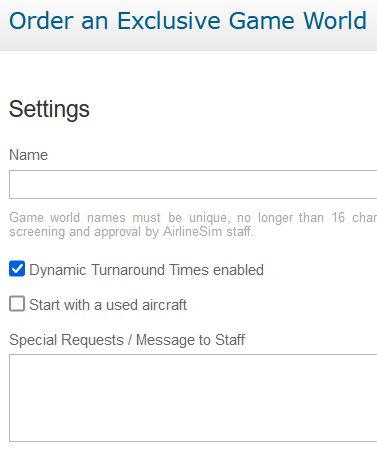 Order an Exclusive Game World
Settings
Name
Game world names must be unique, no longer than 16
screening and approval by AirlineSim staff.
Dynamic Turnaround Times enabled
Start with a used aircraft
Special Requests / Message to Staff